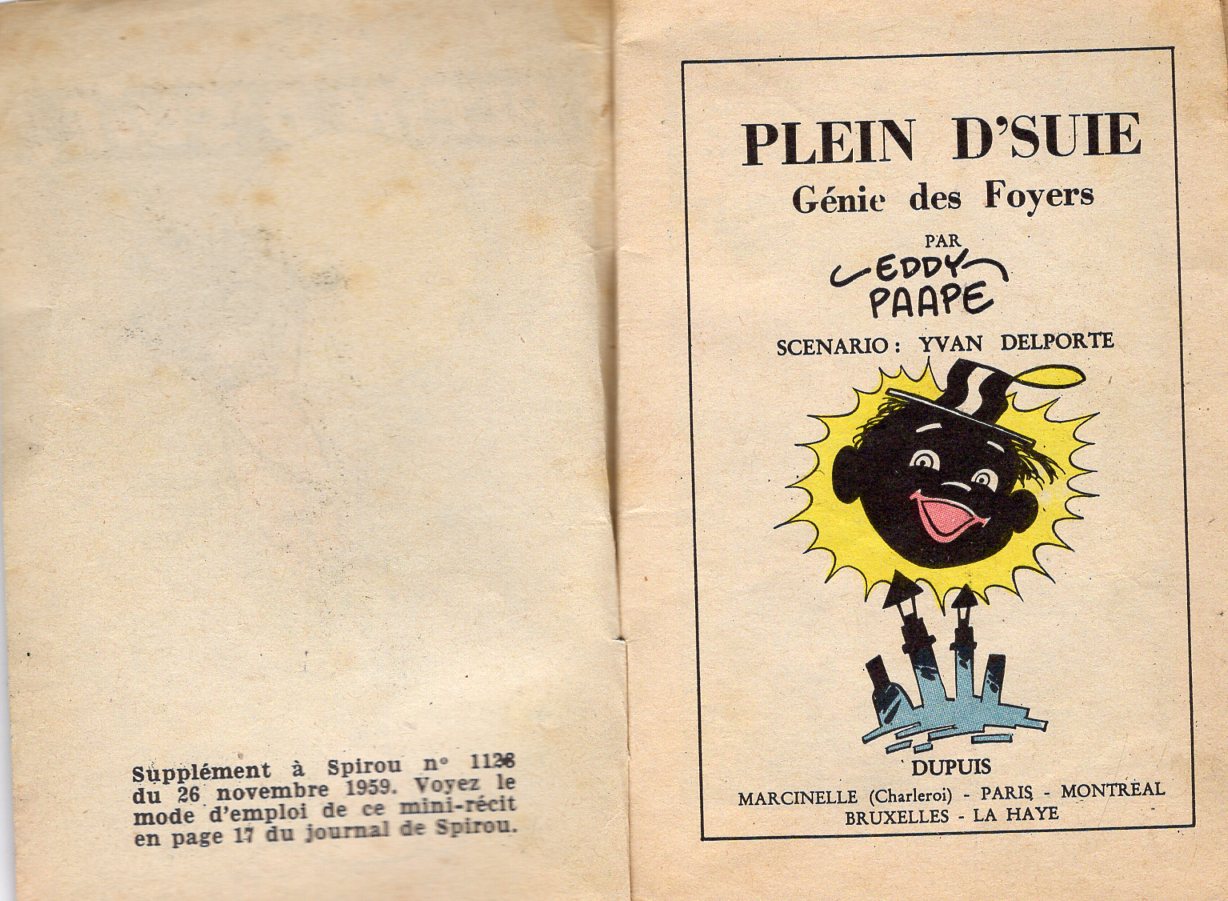 Supplément à Spirou n° 1128
du 26 novembre 1959. Voyez le
mode d'emploi de ce mini-récit
en page 17 du journal de Spirou.
PLEIN D'SUIE
Génie des Foyers
PAR
EDDY
PAAPE
SCENARIO : YVAN DELPORTE
DUPUIS
MARCINELLE (Charleroi) - PARIS - MONTREAL
BRUXELLES - LA HAYE